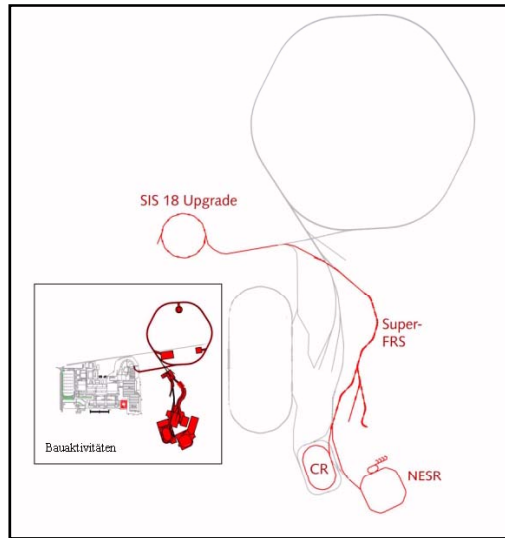 SIS 18 Upgrade
Super-
FRS
CR
NESR
Bauaktivitäten